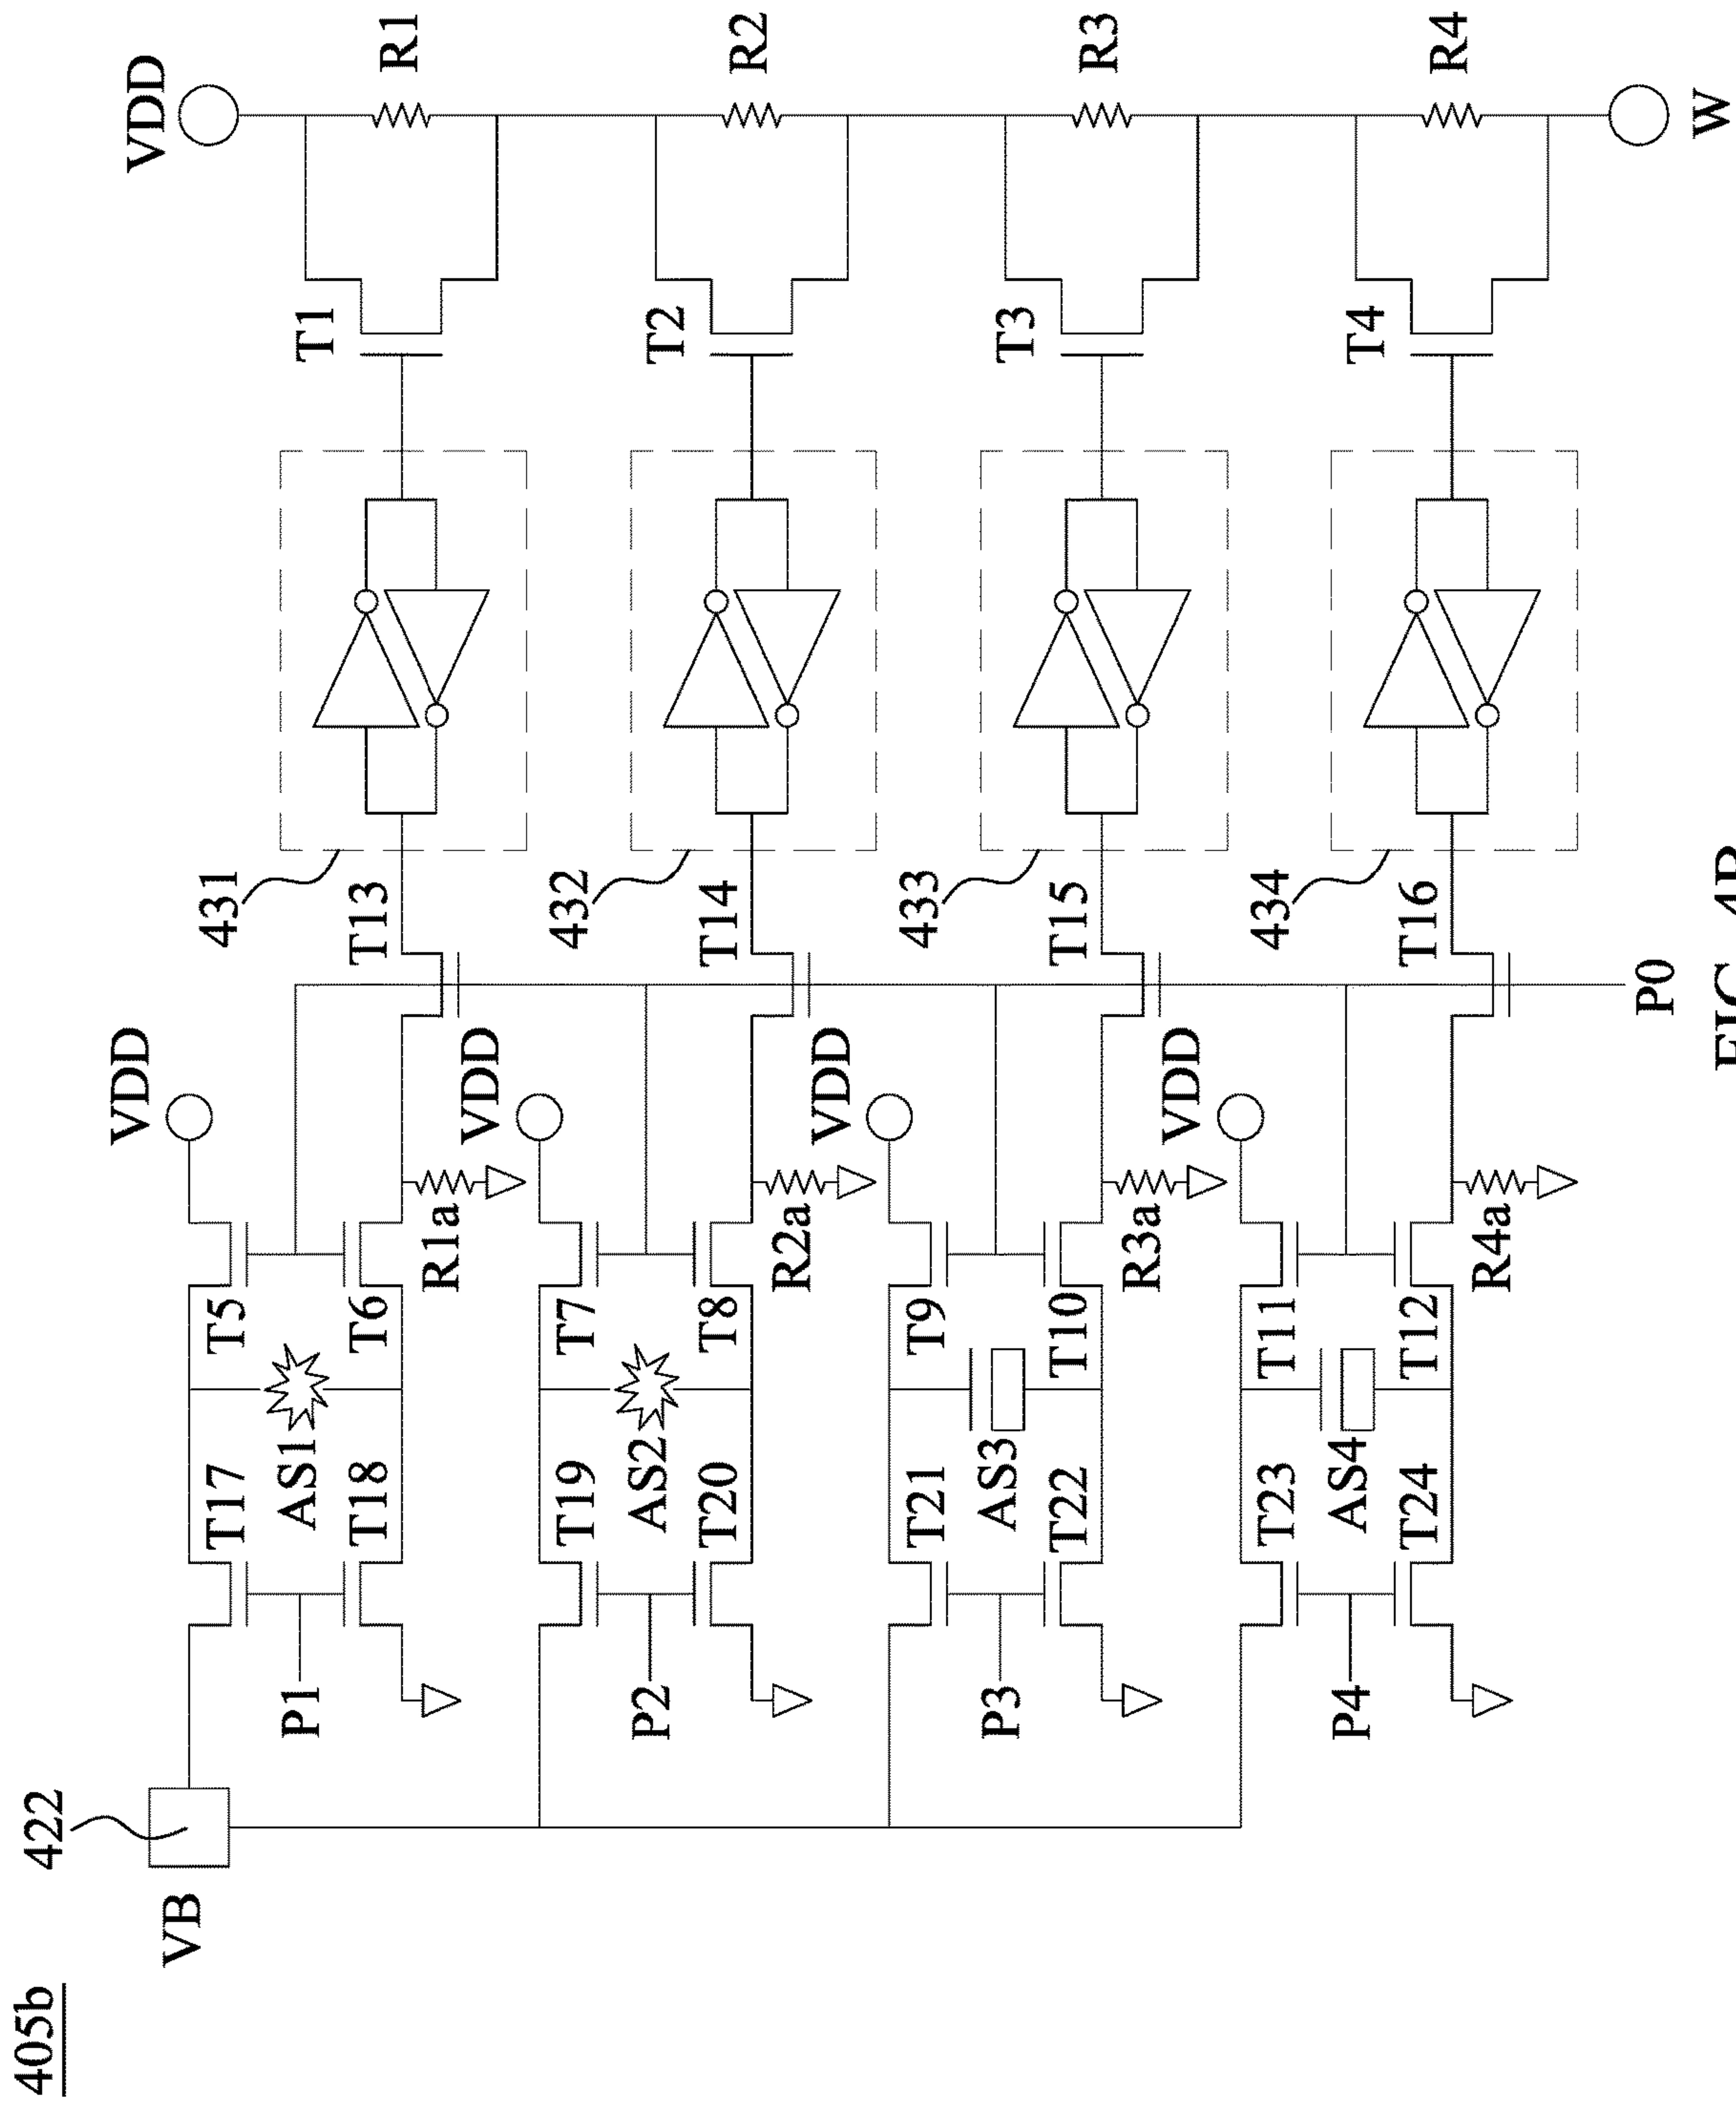 405b
VB
422
VDD
T17
T5
P1
AS1
T18
T6
R1a
T13
431
T1
VDD
R1
VDD
T19
T7
P2
AS2
T20
T8
R2a
T14
432
T2
R2
VDD
T21
T9
P3
AS3
T22
T10
R3a
T15
433
T3
R3
VDD
T23
T11
P4
AS4
T24
T12
R4a
T16
434
T4
R4
P0
W
FIG. 4B